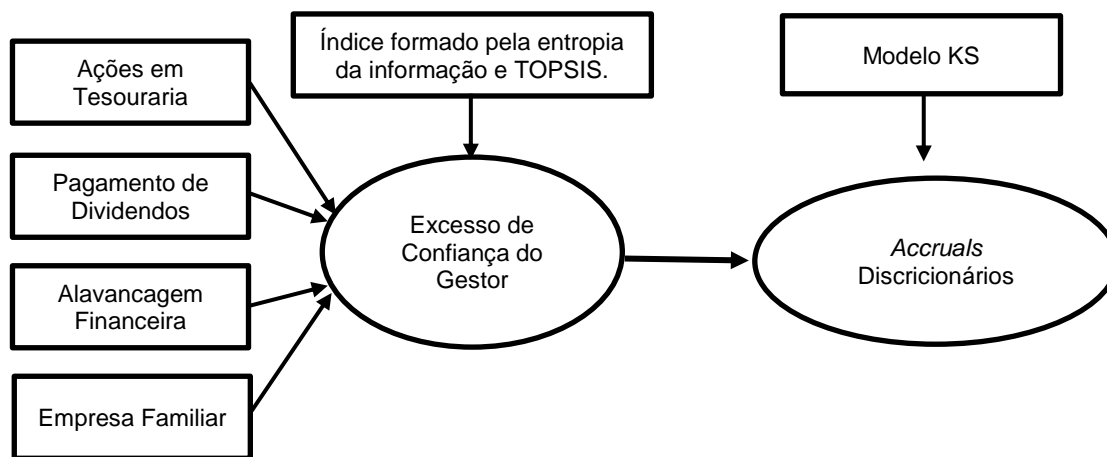 Ações em
Tesouraria
Pagamento de
Dividendos
Alavancagem
Financeira
Empresa Familiar
Índice formado pela entropia
da informação e TOPSIS.
Excesso de
Confiança do
Gestor
Modelo KS
Accruals
Discricionários